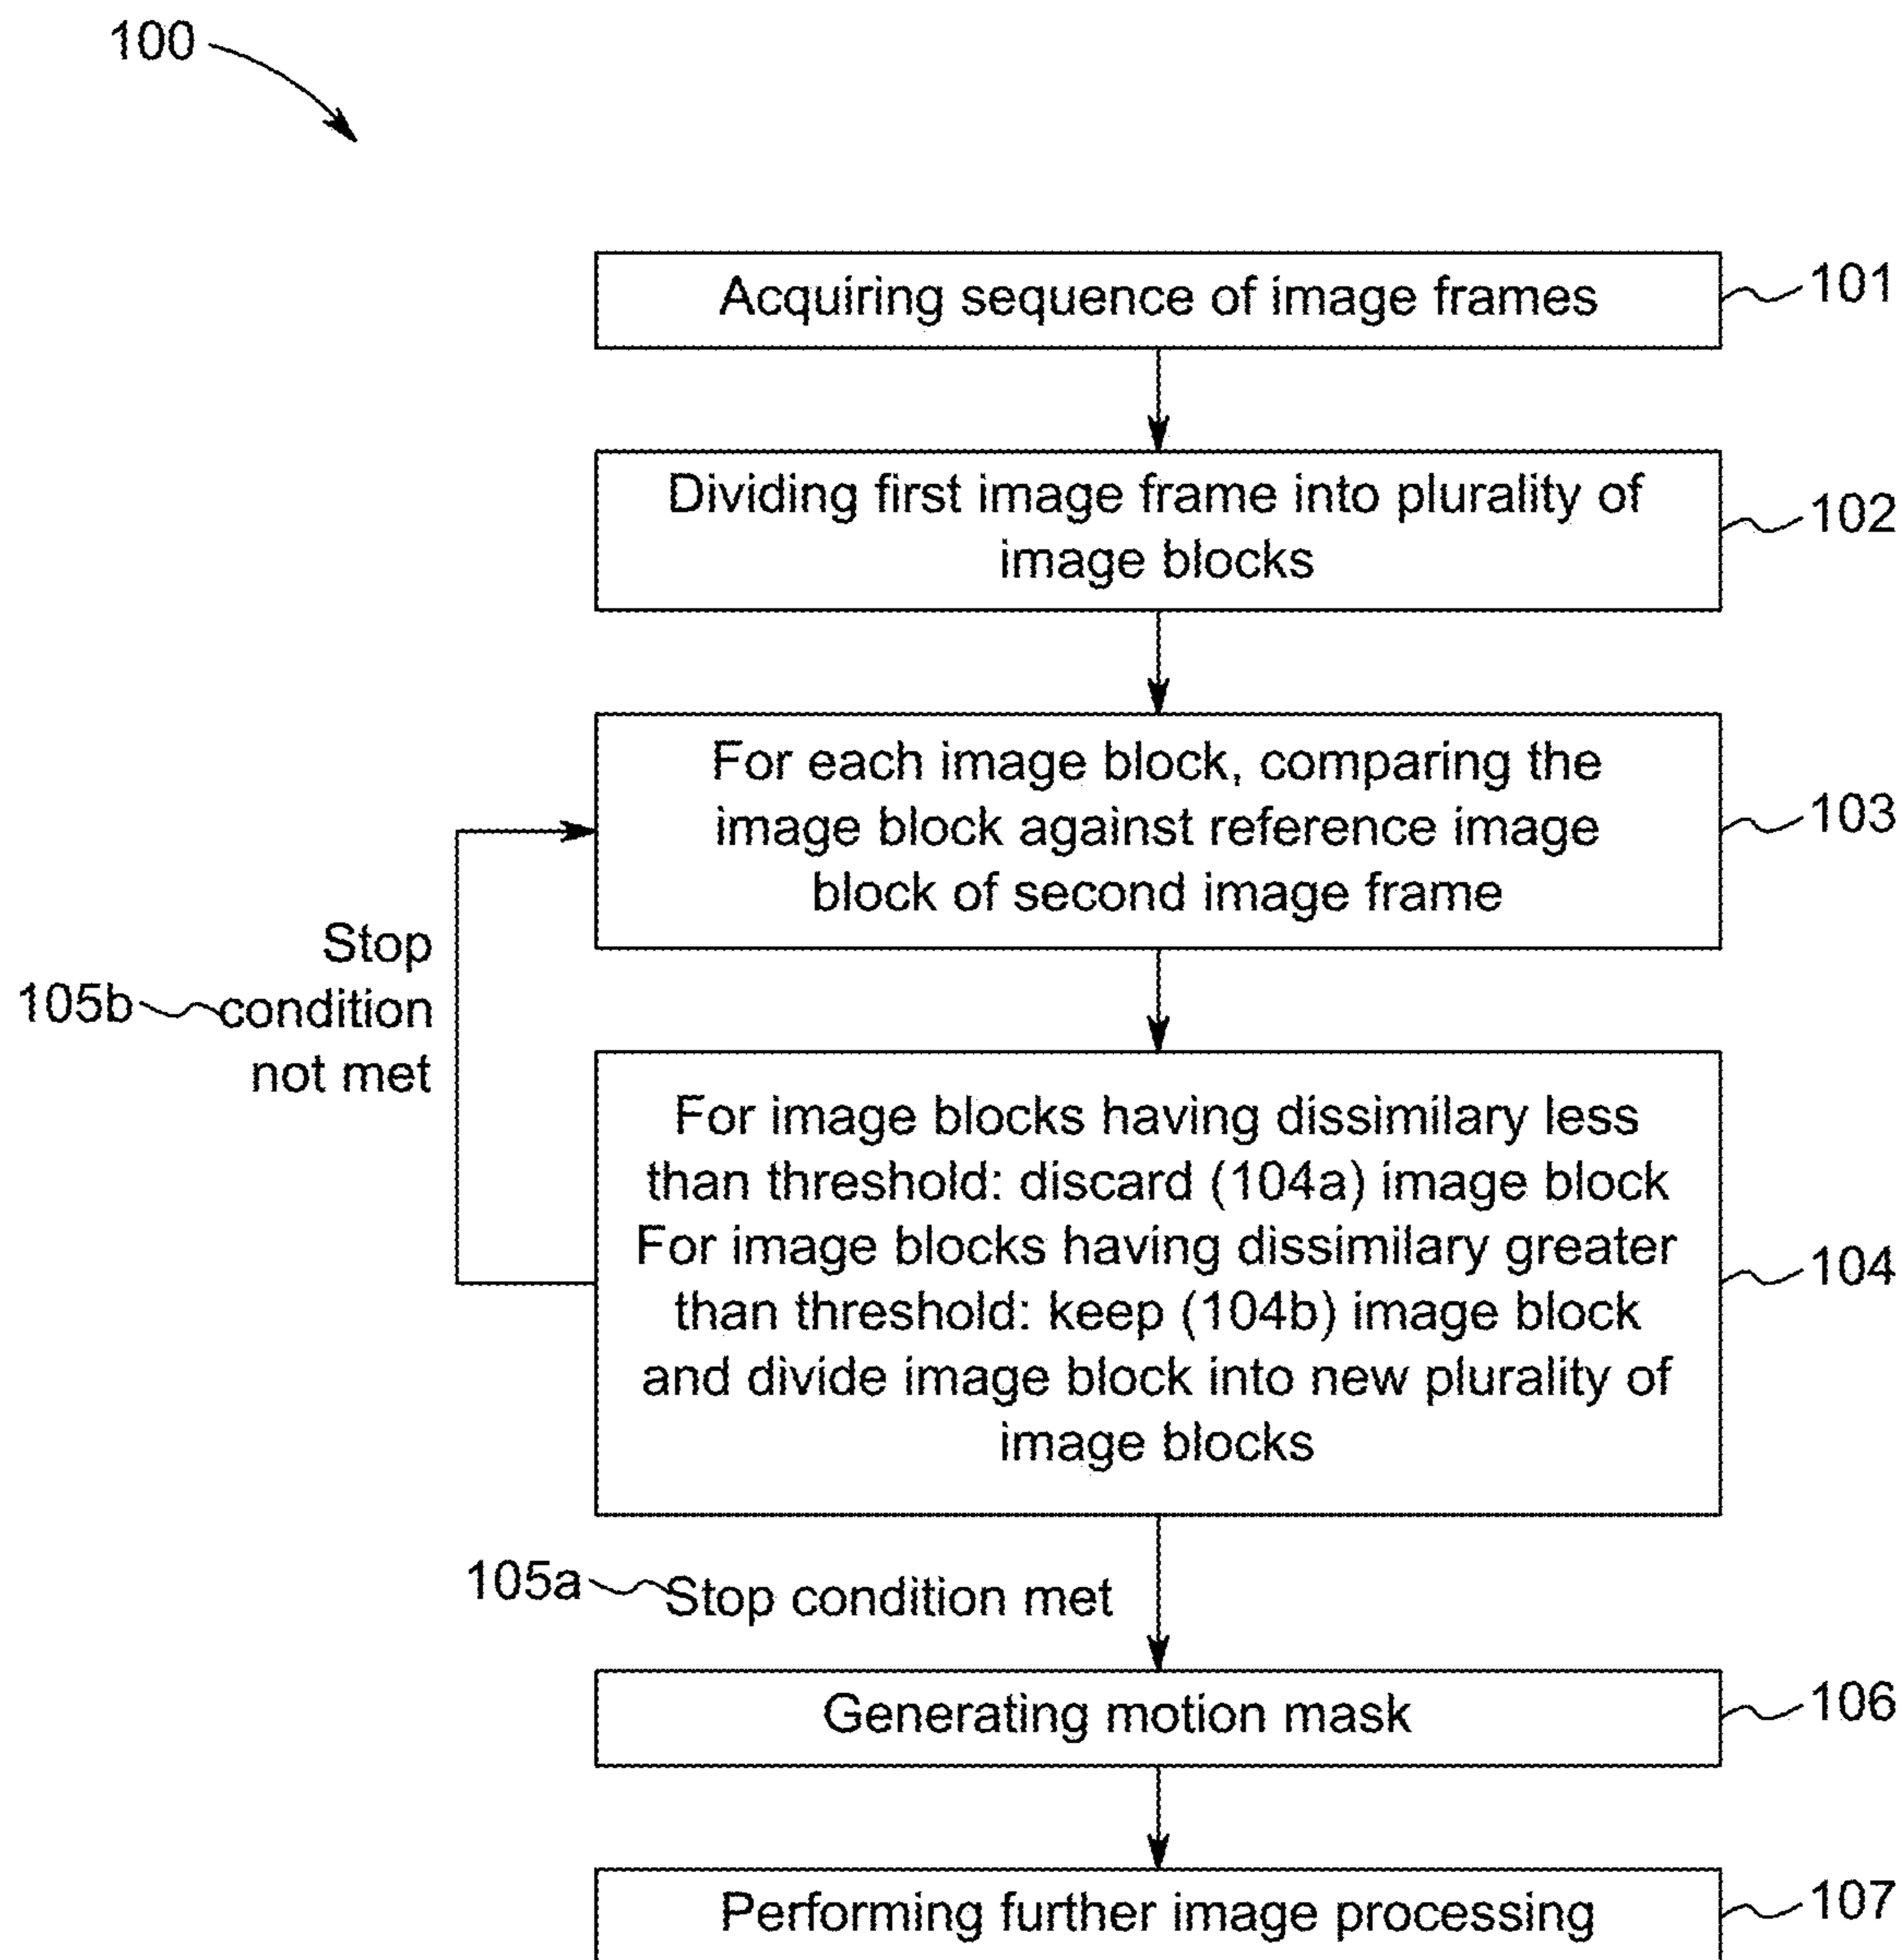 100
Acquiring sequence of image frames
101
Dividing first image frame into plurality of
image blocks
102
For each image block, comparing the
image block against reference image
block of second image frame
103
Stop
condition
not met
105b
For image blocks having dissimilary less
than threshold: discard (104a) image block
For image blocks having dissimilary greater
than threshold: keep (104b) image block
and divide image block into new plurality of
image blocks
104
105a
Stop condition met
Generating motion mask
106
Performing further image processing
107